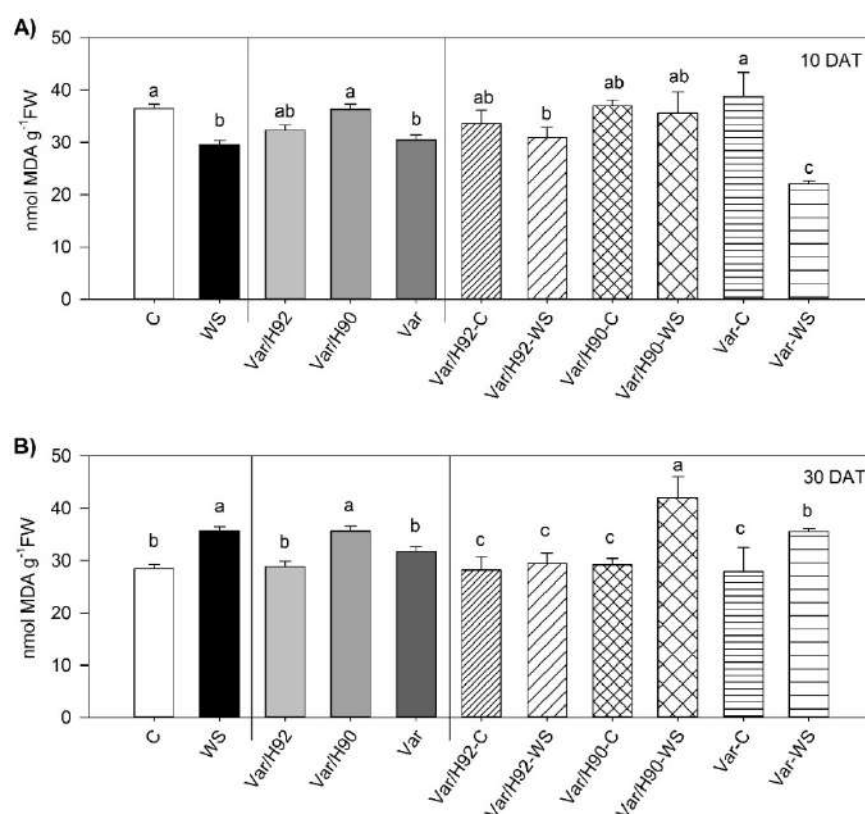 A)
50
10 DAT
40
30
20
10
0
nmol MDA g⁻¹FW
a
b
ab
a
b
ab
b
ab
ab
a
c
C
WS
Var/H92
Var/H90
Var
Var/H92-C
Var/H92-WS
Var/H90-C
Var/H90-WS
Var-C
Var-WS
B)
50
30 DAT
40
30
20
10
0
nmol MDA g⁻¹FW
b
a
b
a
b
c
c
c
a
c
b
C
WS
Var/H92
Var/H90
Var
Var/H92-C
Var/H92-WS
Var/H90-C
Var/H90-WS
Var-C
Var-WS